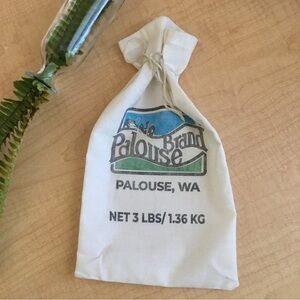 Palouse Brand
PALOUSE, WA
NET 3 LBS/ 1.36 KG